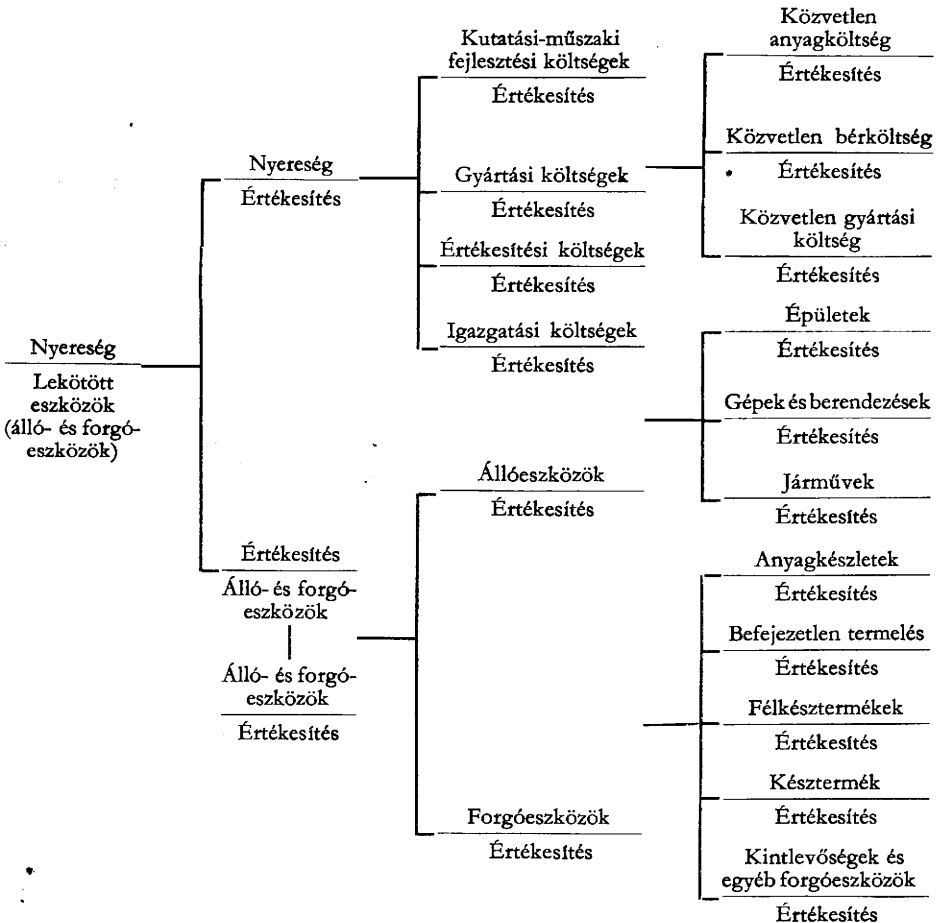 Nyereség
Lekötött
eszközök
(álló- és forgó-
eszközök)
Nyereség
Értékesítés
Értékesítés
Álló- és forgó-
eszközök
Álló- és forgó-
eszközök
Értékesítés
Kutatási-műszaki
fejlesztési költségek
Értékesítés
Gyártási költségek
Értékesítés
Értékesítési költségek
Értékesítés
Igazgatási költségek
Értékesítés
Állóeszközök
Értékesítés
Forgóeszközök
Értékesítés
Közvetlen
anyagköltség
Értékesítés
Közvetlen bérköltség
Értékesítés
Közvetlen gyártási
költség
Értékesítés
Épületek
Értékesítés
Gépek és berendezések
Értékesítés
Járművek
Értékesítés
Anyagkészletek
Értékesítés
Befejezetlen termelés
Értékesítés
Félkésztermékek
Értékesítés
Késztermék
Értékesítés
Kintlevőségek és
egyéb forgóeszközök
Értékesítés